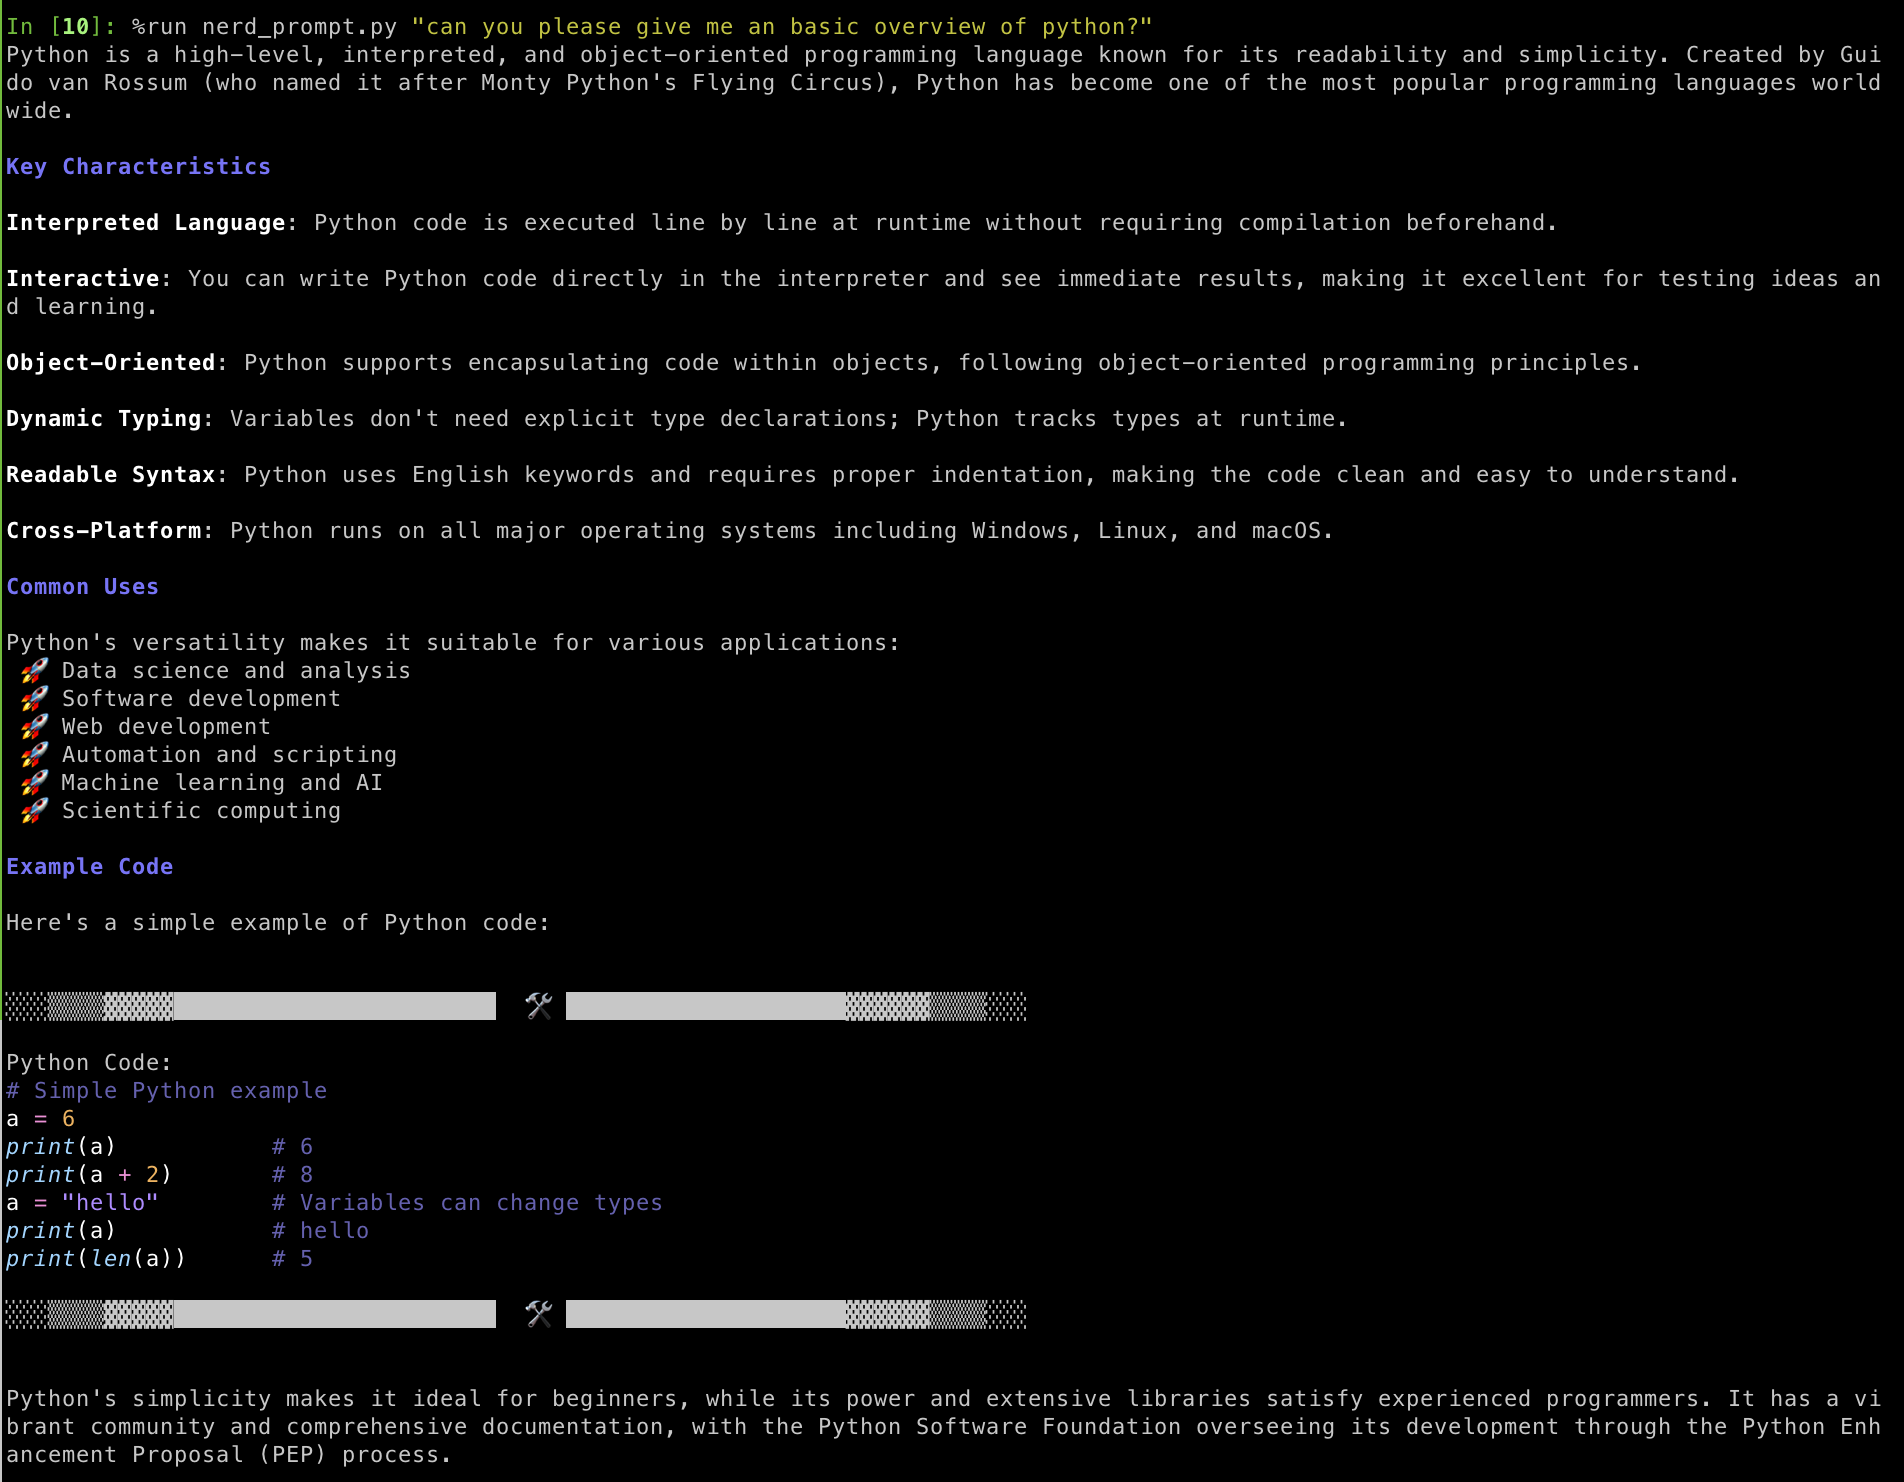 In [10]: %run nerd_prompt.py "can you please give me an basic overview of python?"
Python is a high-level, interpreted, and object-oriented programming language known for its readability and simplicity. Created by Gui
do van Rossum (who named it after Monty Python's Flying Circus), Python has become one of the most popular programming languages world
wide.
Key Characteristics
Interpreted Language: Python code is executed line by line at runtime without requiring compilation beforehand.
Interactive: You can write Python code directly in the interpreter and see immediate results, making it excellent for testing ideas an
d learning.
Object-Oriented: Python supports encapsulating code within objects, following object-oriented programming principles.
Dynamic Typing: Variables don't need explicit type declarations; Python tracks types at runtime.
Readable Syntax: Python uses English keywords and requires proper indentation, making the code clean and easy to understand.
Cross-Platform: Python runs on all major operating systems including Windows, Linux, and macOS.
Common Uses
Python's versatility makes it suitable for various applications:
🚀 Data science and analysis
🚀 Software development
🚀 Web development
🚀 Automation and scripting
🚀 Machine learning and AI
🚀 Scientific computing
Example Code
Here's a simple example of Python code:
Python Code:
# Simple Python example
a = 6
print(a)           # 6
print(a + 2)       # 8
a = "hello"        # Variables can change types
print(a)           # hello
print(len(a))      # 5
Python's simplicity makes it ideal for beginners, while its power and extensive libraries satisfy experienced programmers. It has a vi
brant community and comprehensive documentation, with the Python Software Foundation overseeing its development through the Python Enh
ancement Proposal (PEP) process.